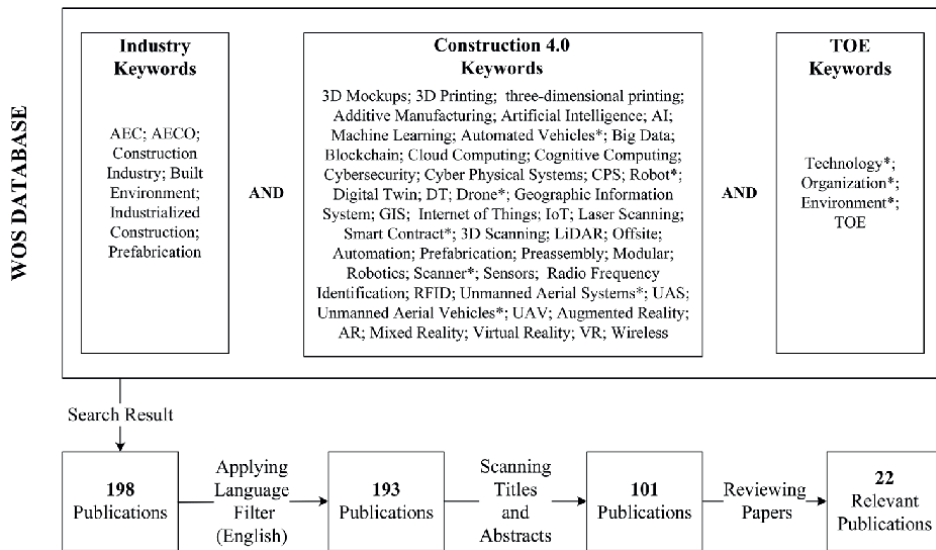 WOS DATABASE
Industry
Keywords
AEC; AECO;
Construction
Industry; Built
Environment;
Industrialized
Construction;
Prefabrication
AND
Construction 4.0
Keywords
3D Mockups; 3D Printing; three-dimensional printing;
Additive Manufacturing; Artificial Intelligence; AI;
Machine Learning; Automated Vehicles*; Big Data;
Blockchain; Cloud Computing; Cognitive Computing;
Cybersecurity; Cyber Physical Systems; CPS; Robot*;
Digital Twin; DT; Drone*; Geographic Information
System; GIS; Internet of Things; IoT; Laser Scanning;
Smart Contract*; 3D Scanning; LiDAR; Offsite;
Automation; Prefabrication; Preassembly; Modular;
Robotics; Scanner*; Sensors; Radio Frequency
Identification; RFID; Unmanned Aerial Systems*; UAS;
Unmanned Aerial Vehicles*; UAV; Augmented Reality;
AR; Mixed Reality; Virtual Reality; VR; Wireless
AND
TOE
Keywords
Technology*;
Organization*;
Environment*;
TOE
Search Result
198
Publications
Applying
Language
Filter
(English)
193
Publications
Scanning
Titles
and
Abstracts
101
Publications
Reviewing
Papers
22
Relevant
Publications